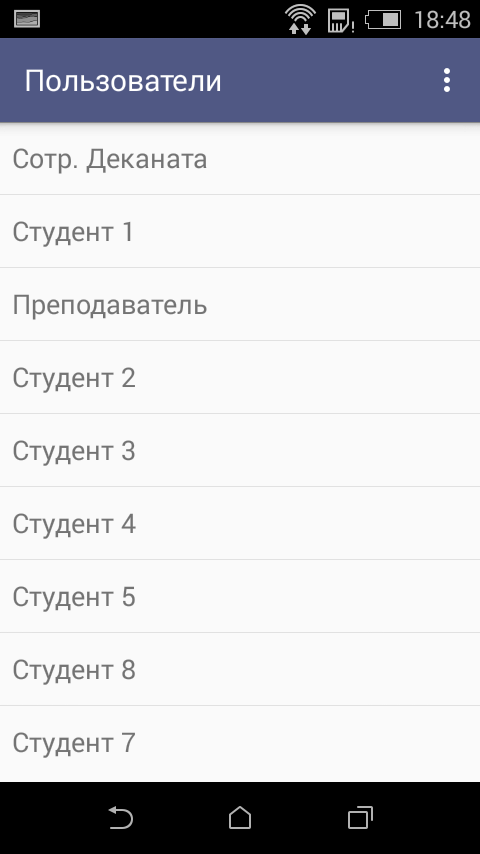 18:48
Пользователи
Сотр. Деканата
Студент 1
Преподаватель
Студент 2
Студент 3
Студент 4
Студент 5
Студент 8
Студент 7